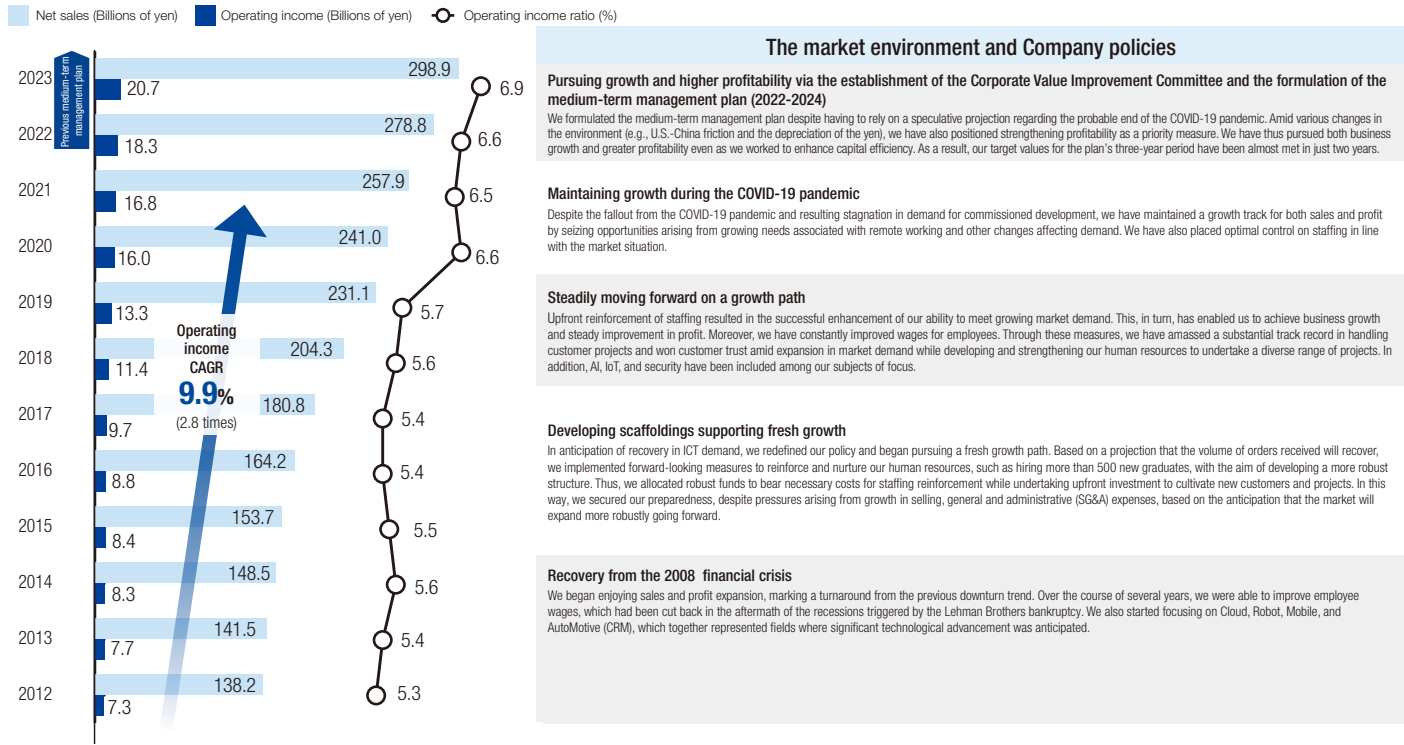 Net sales (Billions of yen)
Operating income (Billions of yen)
Operating income ratio (%)
Previous medium-term
management plan
2023
298.9
20.7
6.9
2022
278.8
18.3
6.6
2021
257.9
16.8
6.5
2020
241.0
16.0
6.6
2019
231.1
13.3
5.7
2018
204.3
11.4
5.6
2017
180.8
9.7
5.4
2016
164.2
8.8
5.4
2015
153.7
8.4
5.5
2014
148.5
8.3
5.6
2013
141.5
7.7
5.4
2012
138.2
7.3
5.3
Operating
income
CAGR
9.9%
(2.8 times)
The market environment and Company policies
Pursuing growth and higher profitability via the establishment of the Corporate Value Improvement Committee and the formulation of the
medium-term management plan (2022-2024)
We formulated the medium-term management plan despite having to rely on a speculative projection regarding the probable end of the COVID-19 pandemic. Amid various changes in
the environment (e.g., U.S.-China friction and the depreciation of the yen), we have also positioned strengthening profitability as a priority measure. We have thus pursued both business
growth and greater profitability even as we worked to enhance capital efficiency. As a result, our target values for the plan's three-year period have been almost met in just two years.
Maintaining growth during the COVID-19 pandemic
Despite the fallout from the COVID-19 pandemic and resulting stagnation in demand for commissioned development, we have maintained a growth track for both sales and profit
by seizing opportunities arising from growing needs associated with remote working and other changes affecting demand. We have also placed optimal control on staffing in line
with the market situation.
Steadily moving forward on a growth path
Upfront reinforcement of staffing resulted in the successful enhancement of our ability to meet growing market demand. This, in turn, has enabled us to achieve business growth
and steady improvement in profit. Moreover, we have constantly improved wages for employees. Through these measures, we have amassed a substantial track record in handling
customer projects and won customer trust amid expansion in market demand while developing and strengthening our human resources to undertake a diverse range of projects. In
addition, AI, IoT, and security have been included among our subjects of focus.
Developing scaffoldings supporting fresh growth
In anticipation of recovery in ICT demand, we redefined our policy and began pursuing a fresh growth path. Based on a projection that the volume of orders received will recover,
we implemented forward-looking measures to reinforce and nurture our human resources, such as hiring more than 500 new graduates, with the aim of developing a more robust
structure. Thus, we allocated robust funds to bear necessary costs for staffing reinforcement while undertaking upfront investment to cultivate new customers and projects. In this
way, we secured our preparedness, despite pressures arising from growth in selling, general and administrative (SG&A) expenses, based on the anticipation that the market will
expand more robustly going forward.
Recovery from the 2008 financial crisis
We began enjoying sales and profit expansion, marking a turnaround from the previous downturn trend. Over the course of several years, we were able to improve employee
wages, which had been cut back in the aftermath of the recessions triggered by the Lehman Brothers bankruptcy. We also started focusing on Cloud, Robot, Mobile, and
AutoMotive (CRM), which together represented fields where significant technological advancement was anticipated.